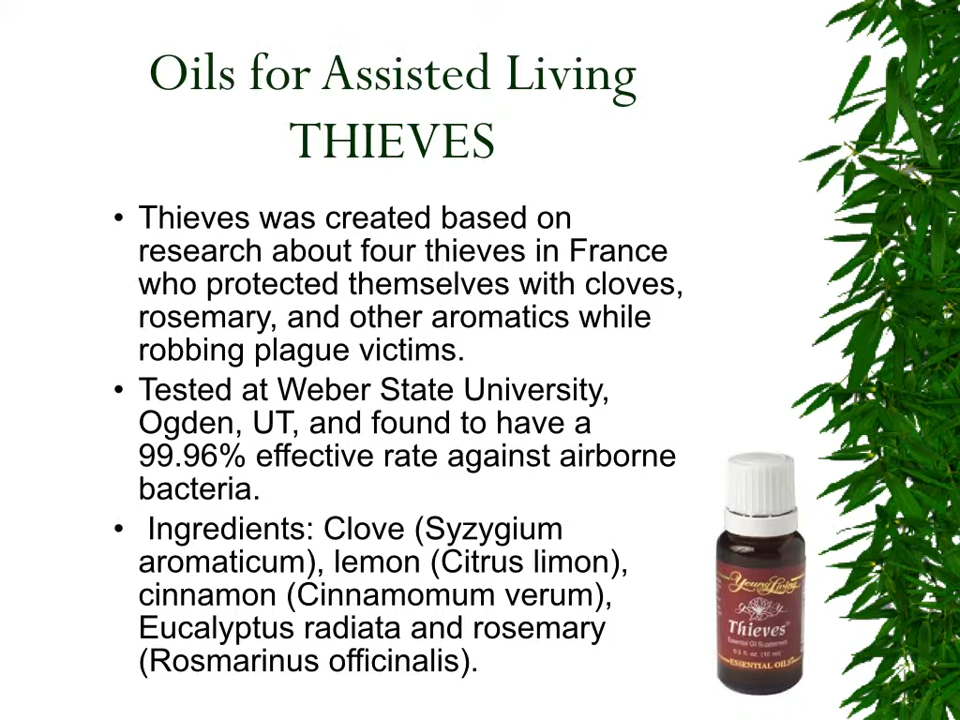 Oils for Assisted Living
THIEVES
• Thieves was created based on
research about four thieves in France
who protected themselves with cloves,
rosemary, and other aromatics while
robbing plague victims.
• Tested at Weber State University,
Ogden, UT, and found to have a
99.96% effective rate against airborne
bacteria.
• Ingredients: Clove (Syzygium
aromaticum), lemon (Citrus limon),
cinnamon (Cinnamomum verum),
Eucalyptus radiata and rosemary
(Rosmarinus officinalis).
Young Living
Thieves®
Essential Oil Supplement
ESSENTIAL OILS